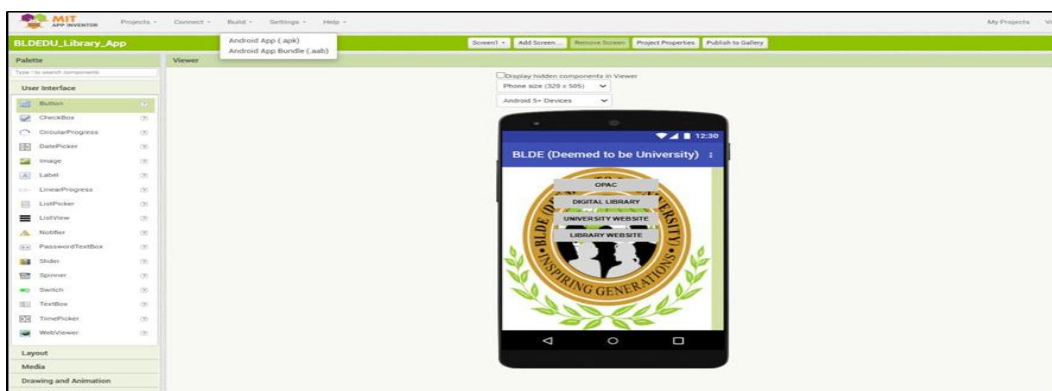 MIT
APP INVENTOR
Projects
Connect
Build
Settings
Help
My Projects
Android App (.apk)
Android App Bundle (.aab)
BLDEDU_Library_App
Screen1
Add Screen ...
Remove Screen
Project Properties
Publish to Gallery
Palette
Viewer
User Interface
Button
CheckBox
CircularProgress
DatePicker
Image
Label
LinearProgress
ListPicker
ListView
Notifier
PasswordTextBox
Slider
Spinner
Switch
TextBox
TimePicker
WebViewer
Layout
Media
Drawing and Animation
Display hidden components in Viewer
Phone size (320 x 505)
Android 5+ Devices
12:30
BLDE (Deemed to be University)
OPAC
DIGITAL LIBRARY
UNIVERSITY WEBSITE
LIBRARY WEBSITE
INSPIRING GENERATIONS